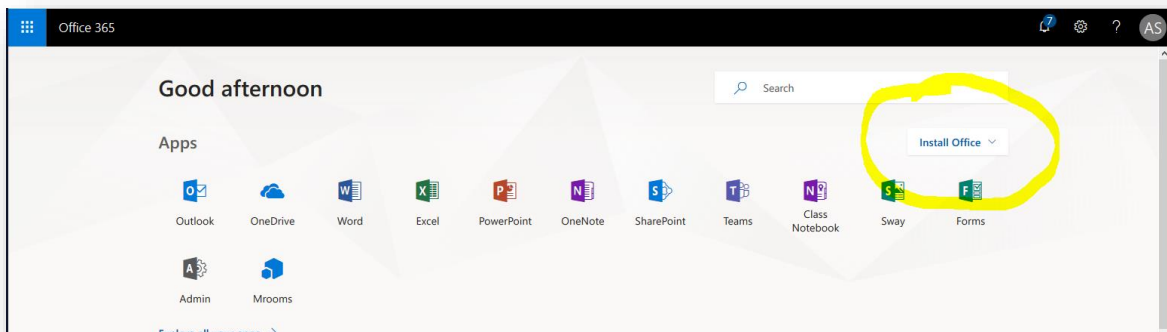 Office 365
7
?
AS
Good afternoon
Search
Apps
Install Office
Outlook
OneDrive
Word
Excel
PowerPoint
OneNote
SharePoint
Teams
Class
Notebook
Sway
Forms
Admin
Mrooms